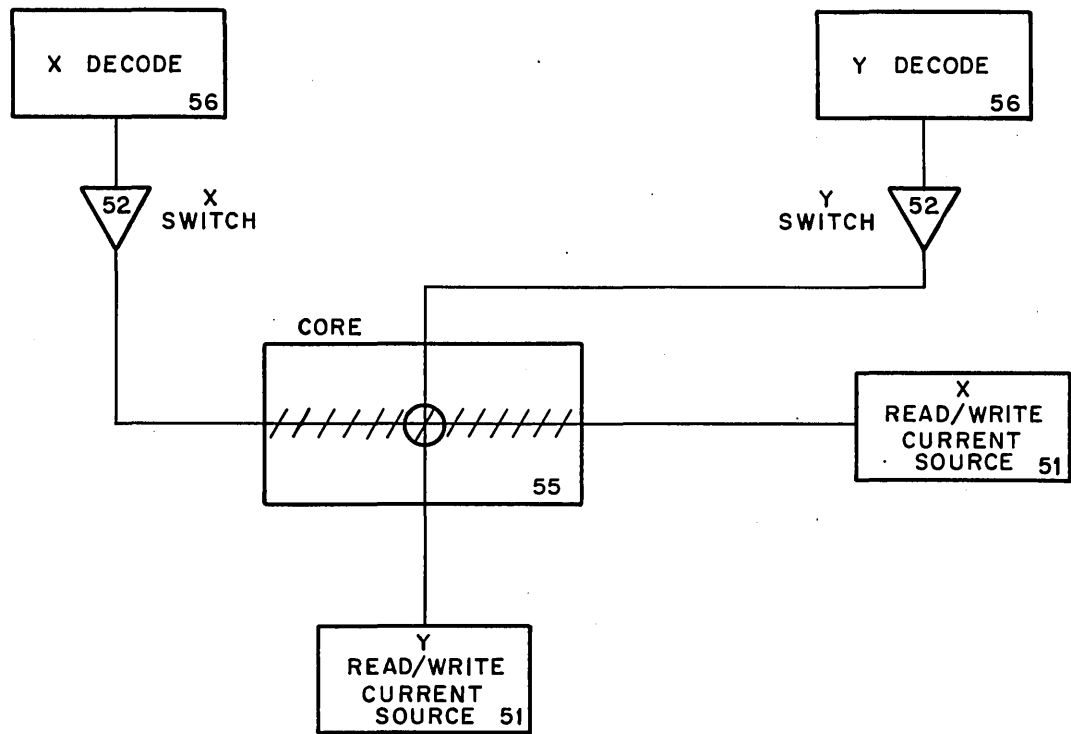 X DECODE
56
Y DECODE
56
52
X
SWITCH
Y
SWITCH
52
CORE
55
X
READ/WRITE
CURRENT
SOURCE 51
Y
READ/WRITE
CURRENT
SOURCE 51